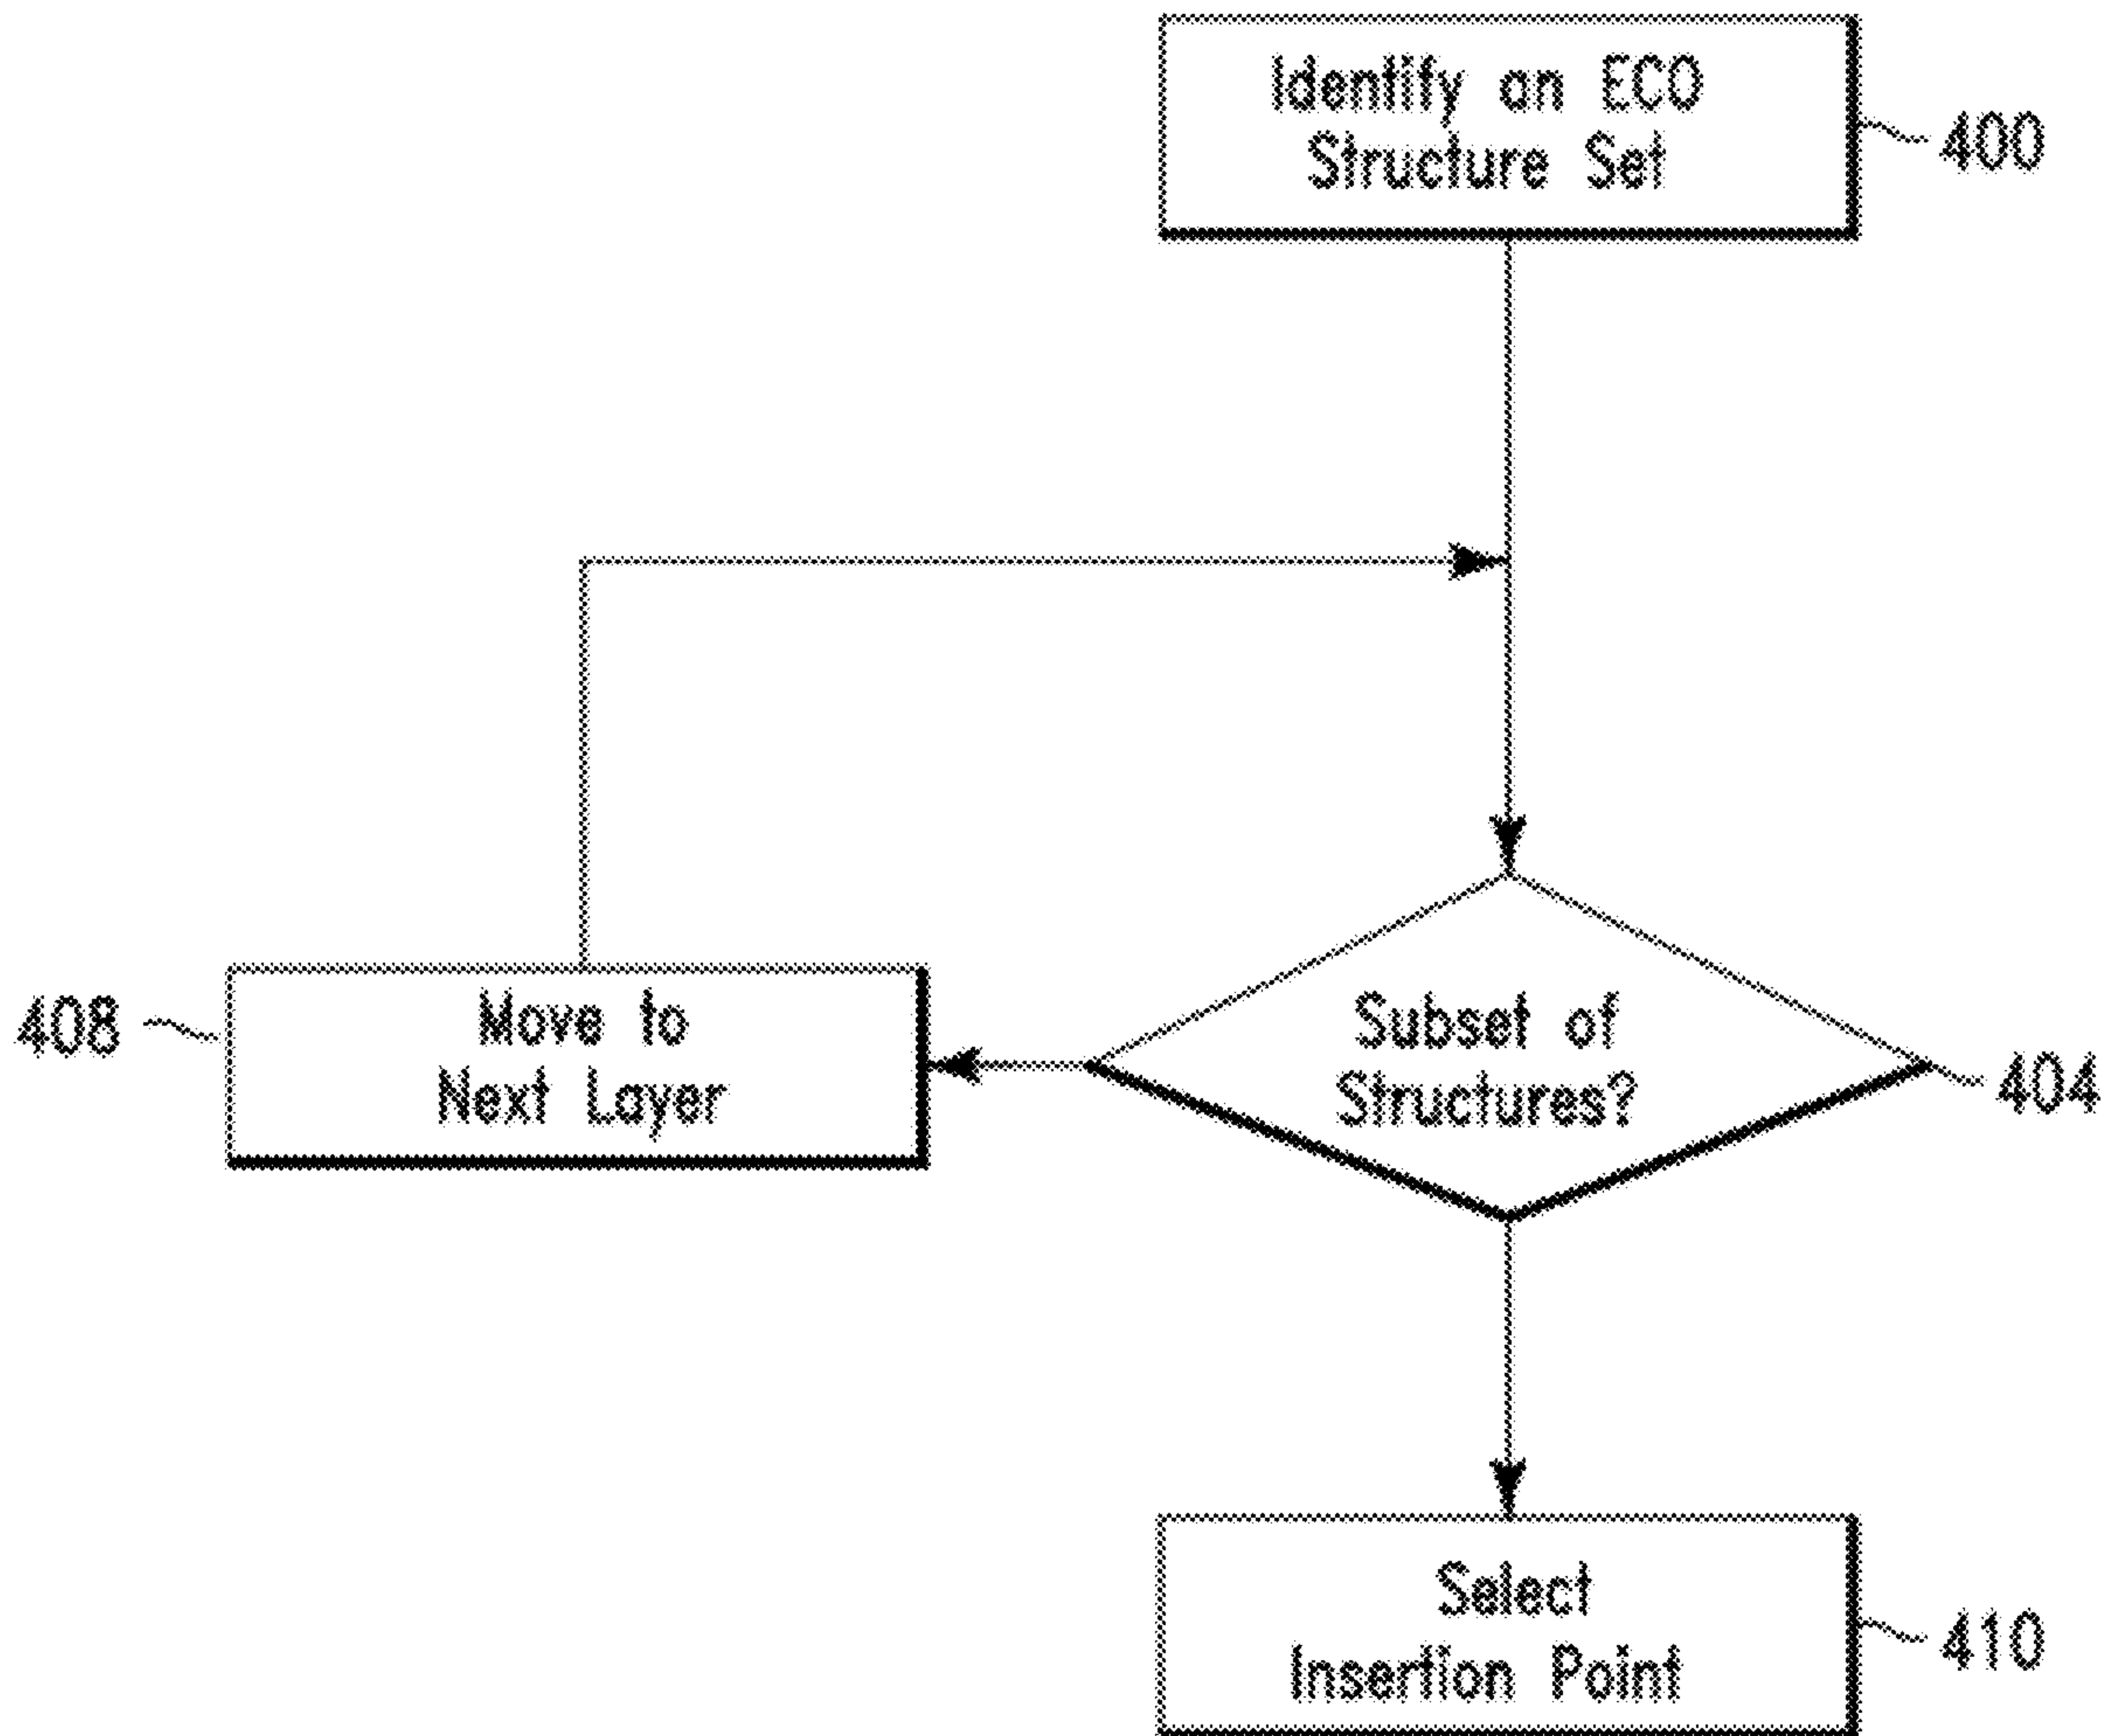 Identify an ECO
Structure Set
400
Move to
Next Layer
408
Subset of
Structures?
404
Select
Insertion Point
410